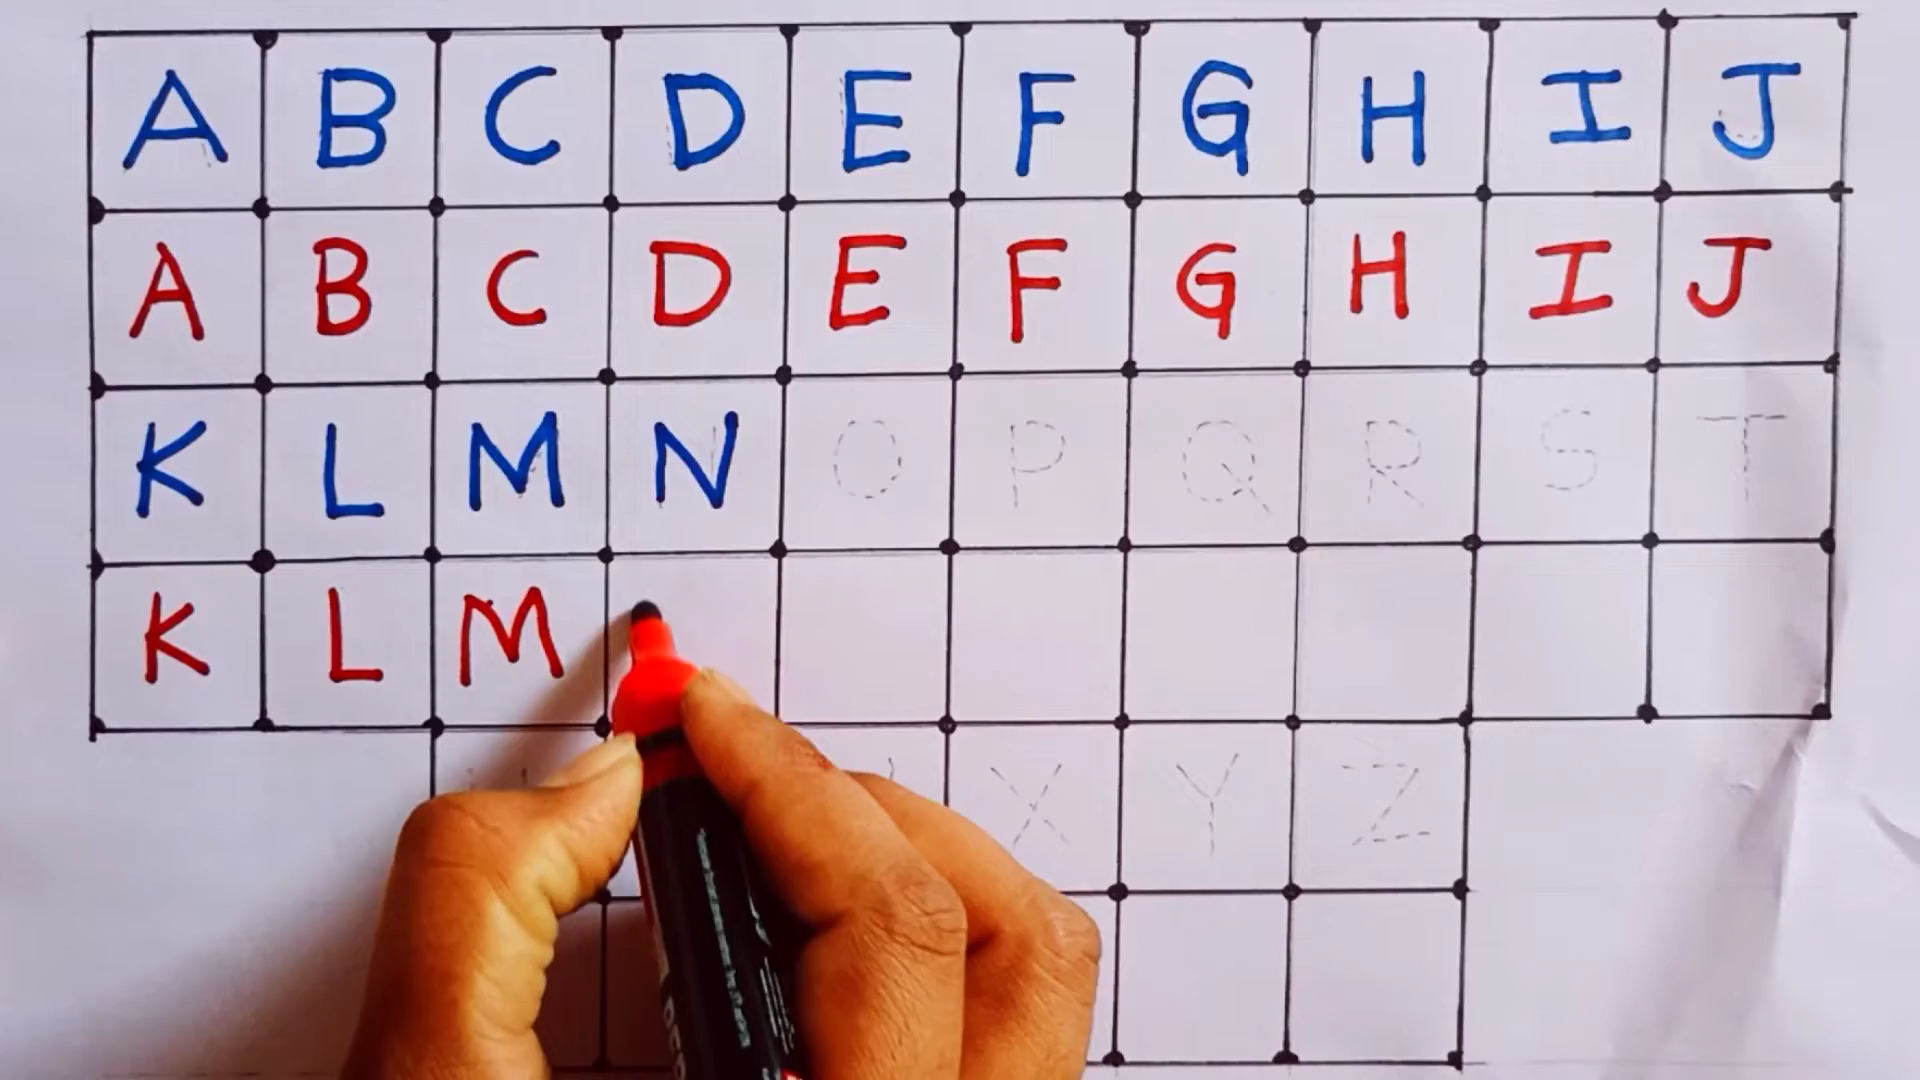 A B C D E F G H I J
A B C D E F G H I J
K L M N O P Q R S T
K L M
X Y Z